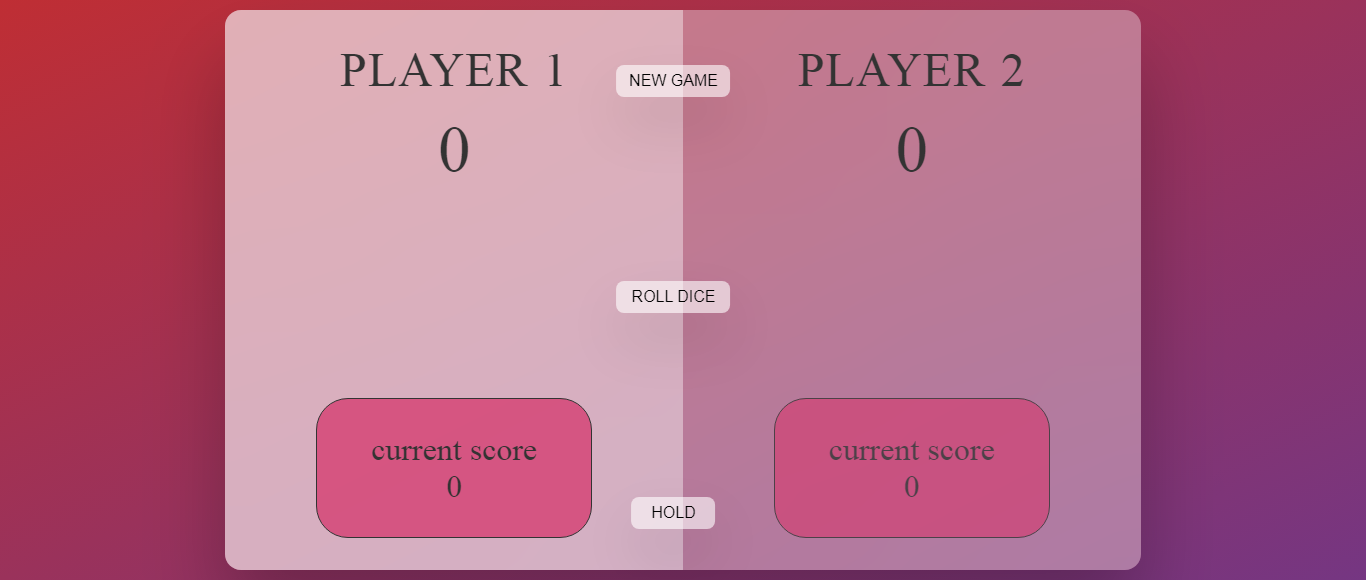 PLAYER 1
0
NEW GAME
PLAYER 2
0
ROLL DICE
current score
0
HOLD
current score
0